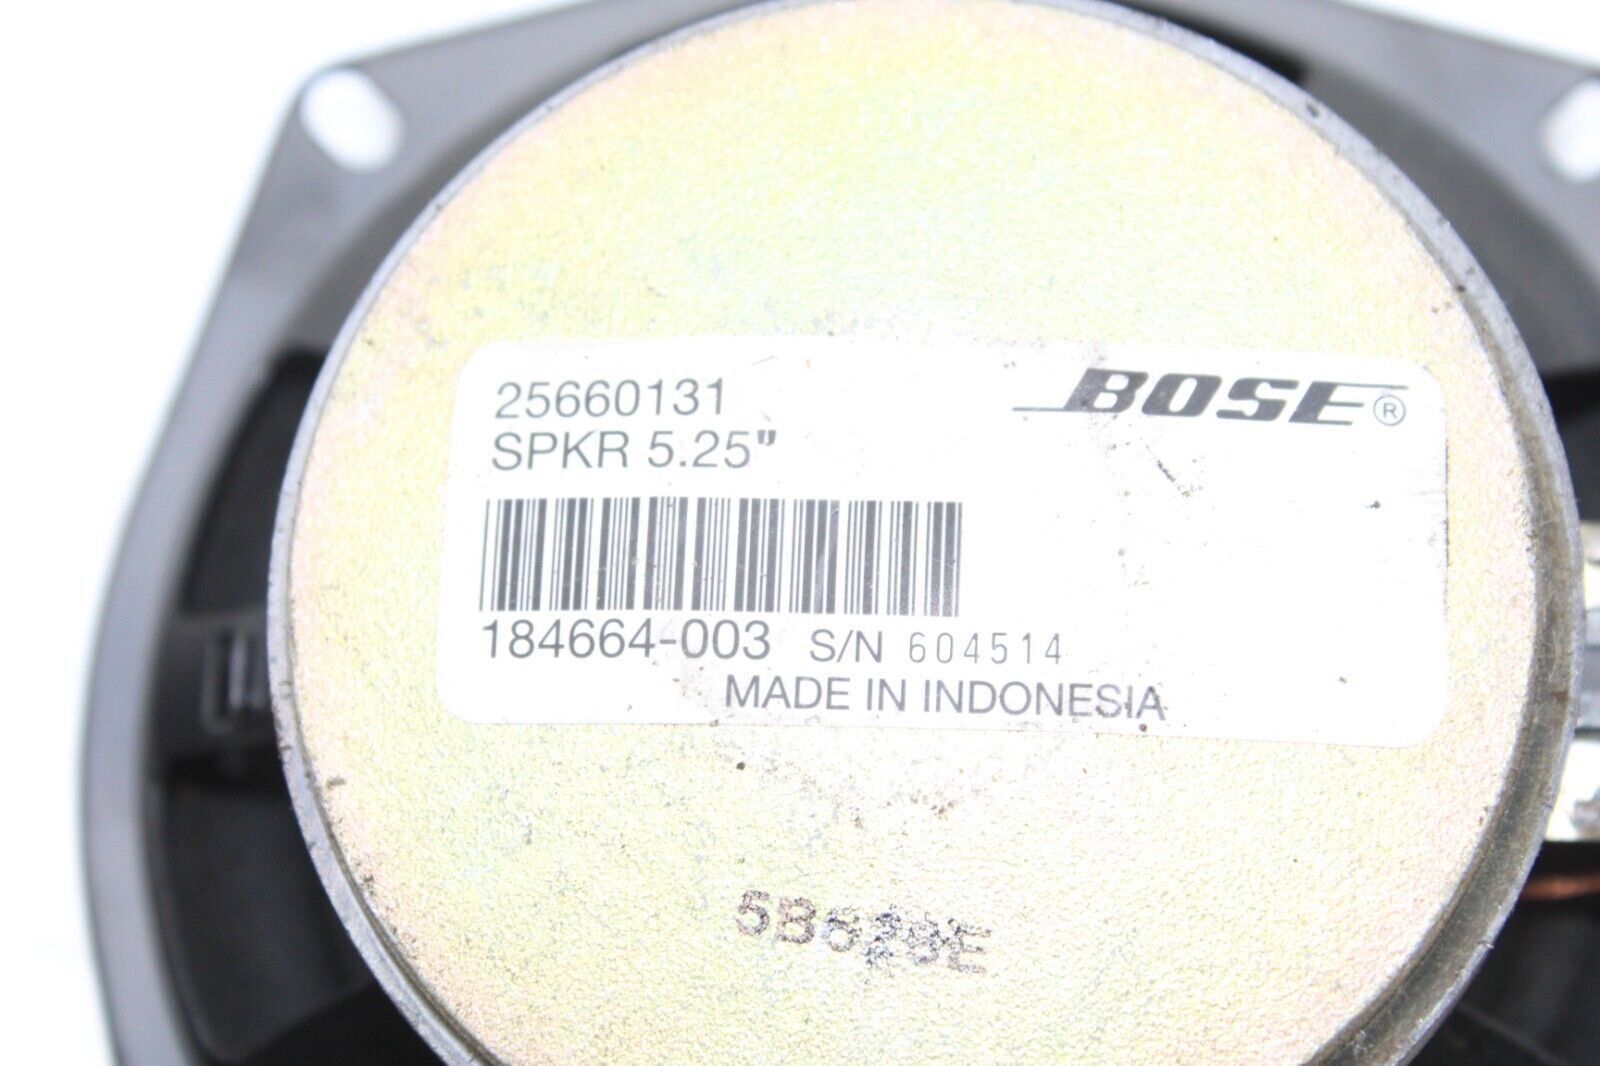 25660131
BOSE®
SPKR 5.25"
184664-003 S/N 604514
MADE IN INDONESIA